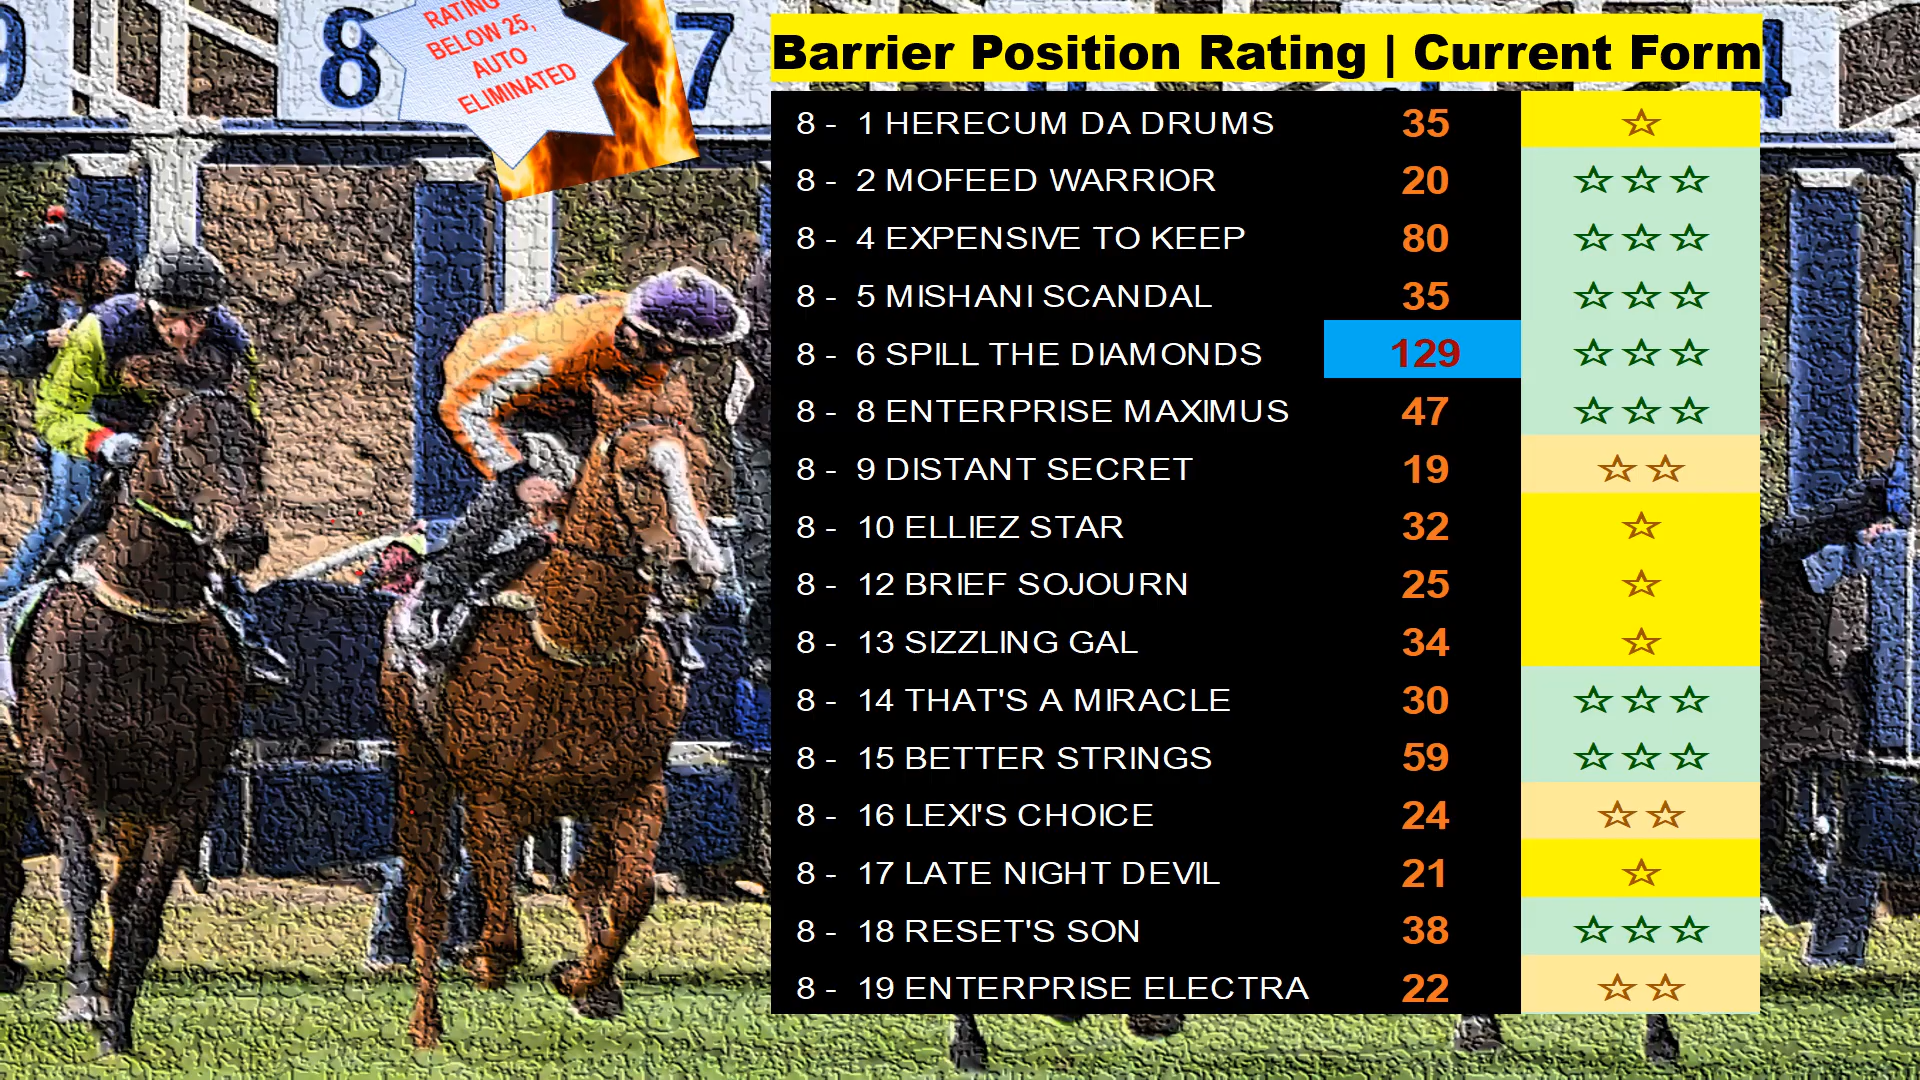 9
8
7
4
RATING
BELOW 25,
AUTO
ELIMINATED
Barrier Position Rating | Current Form
8 - 1 HERECUM DA DRUMS 35 ☆
8 - 2 MOFEED WARRIOR 20 ☆☆☆
8 - 4 EXPENSIVE TO KEEP 80 ☆☆☆
8 - 5 MISHANI SCANDAL 35 ☆☆☆
8 - 6 SPILL THE DIAMONDS 129 ☆☆☆
8 - 8 ENTERPRISE MAXIMUS 47 ☆☆☆
8 - 9 DISTANT SECRET 19 ☆☆
8 - 10 ELLIEZ STAR 32 ☆
8 - 12 BRIEF SOJOURN 25 ☆
8 - 13 SIZZLING GAL 34 ☆
8 - 14 THAT'S A MIRACLE 30 ☆☆☆
8 - 15 BETTER STRINGS 59 ☆☆☆
8 - 16 LEXI'S CHOICE 24 ☆☆
8 - 17 LATE NIGHT DEVIL 21 ☆
8 - 18 RESET'S SON 38 ☆☆☆
8 - 19 ENTERPRISE ELECTRA 22 ☆☆